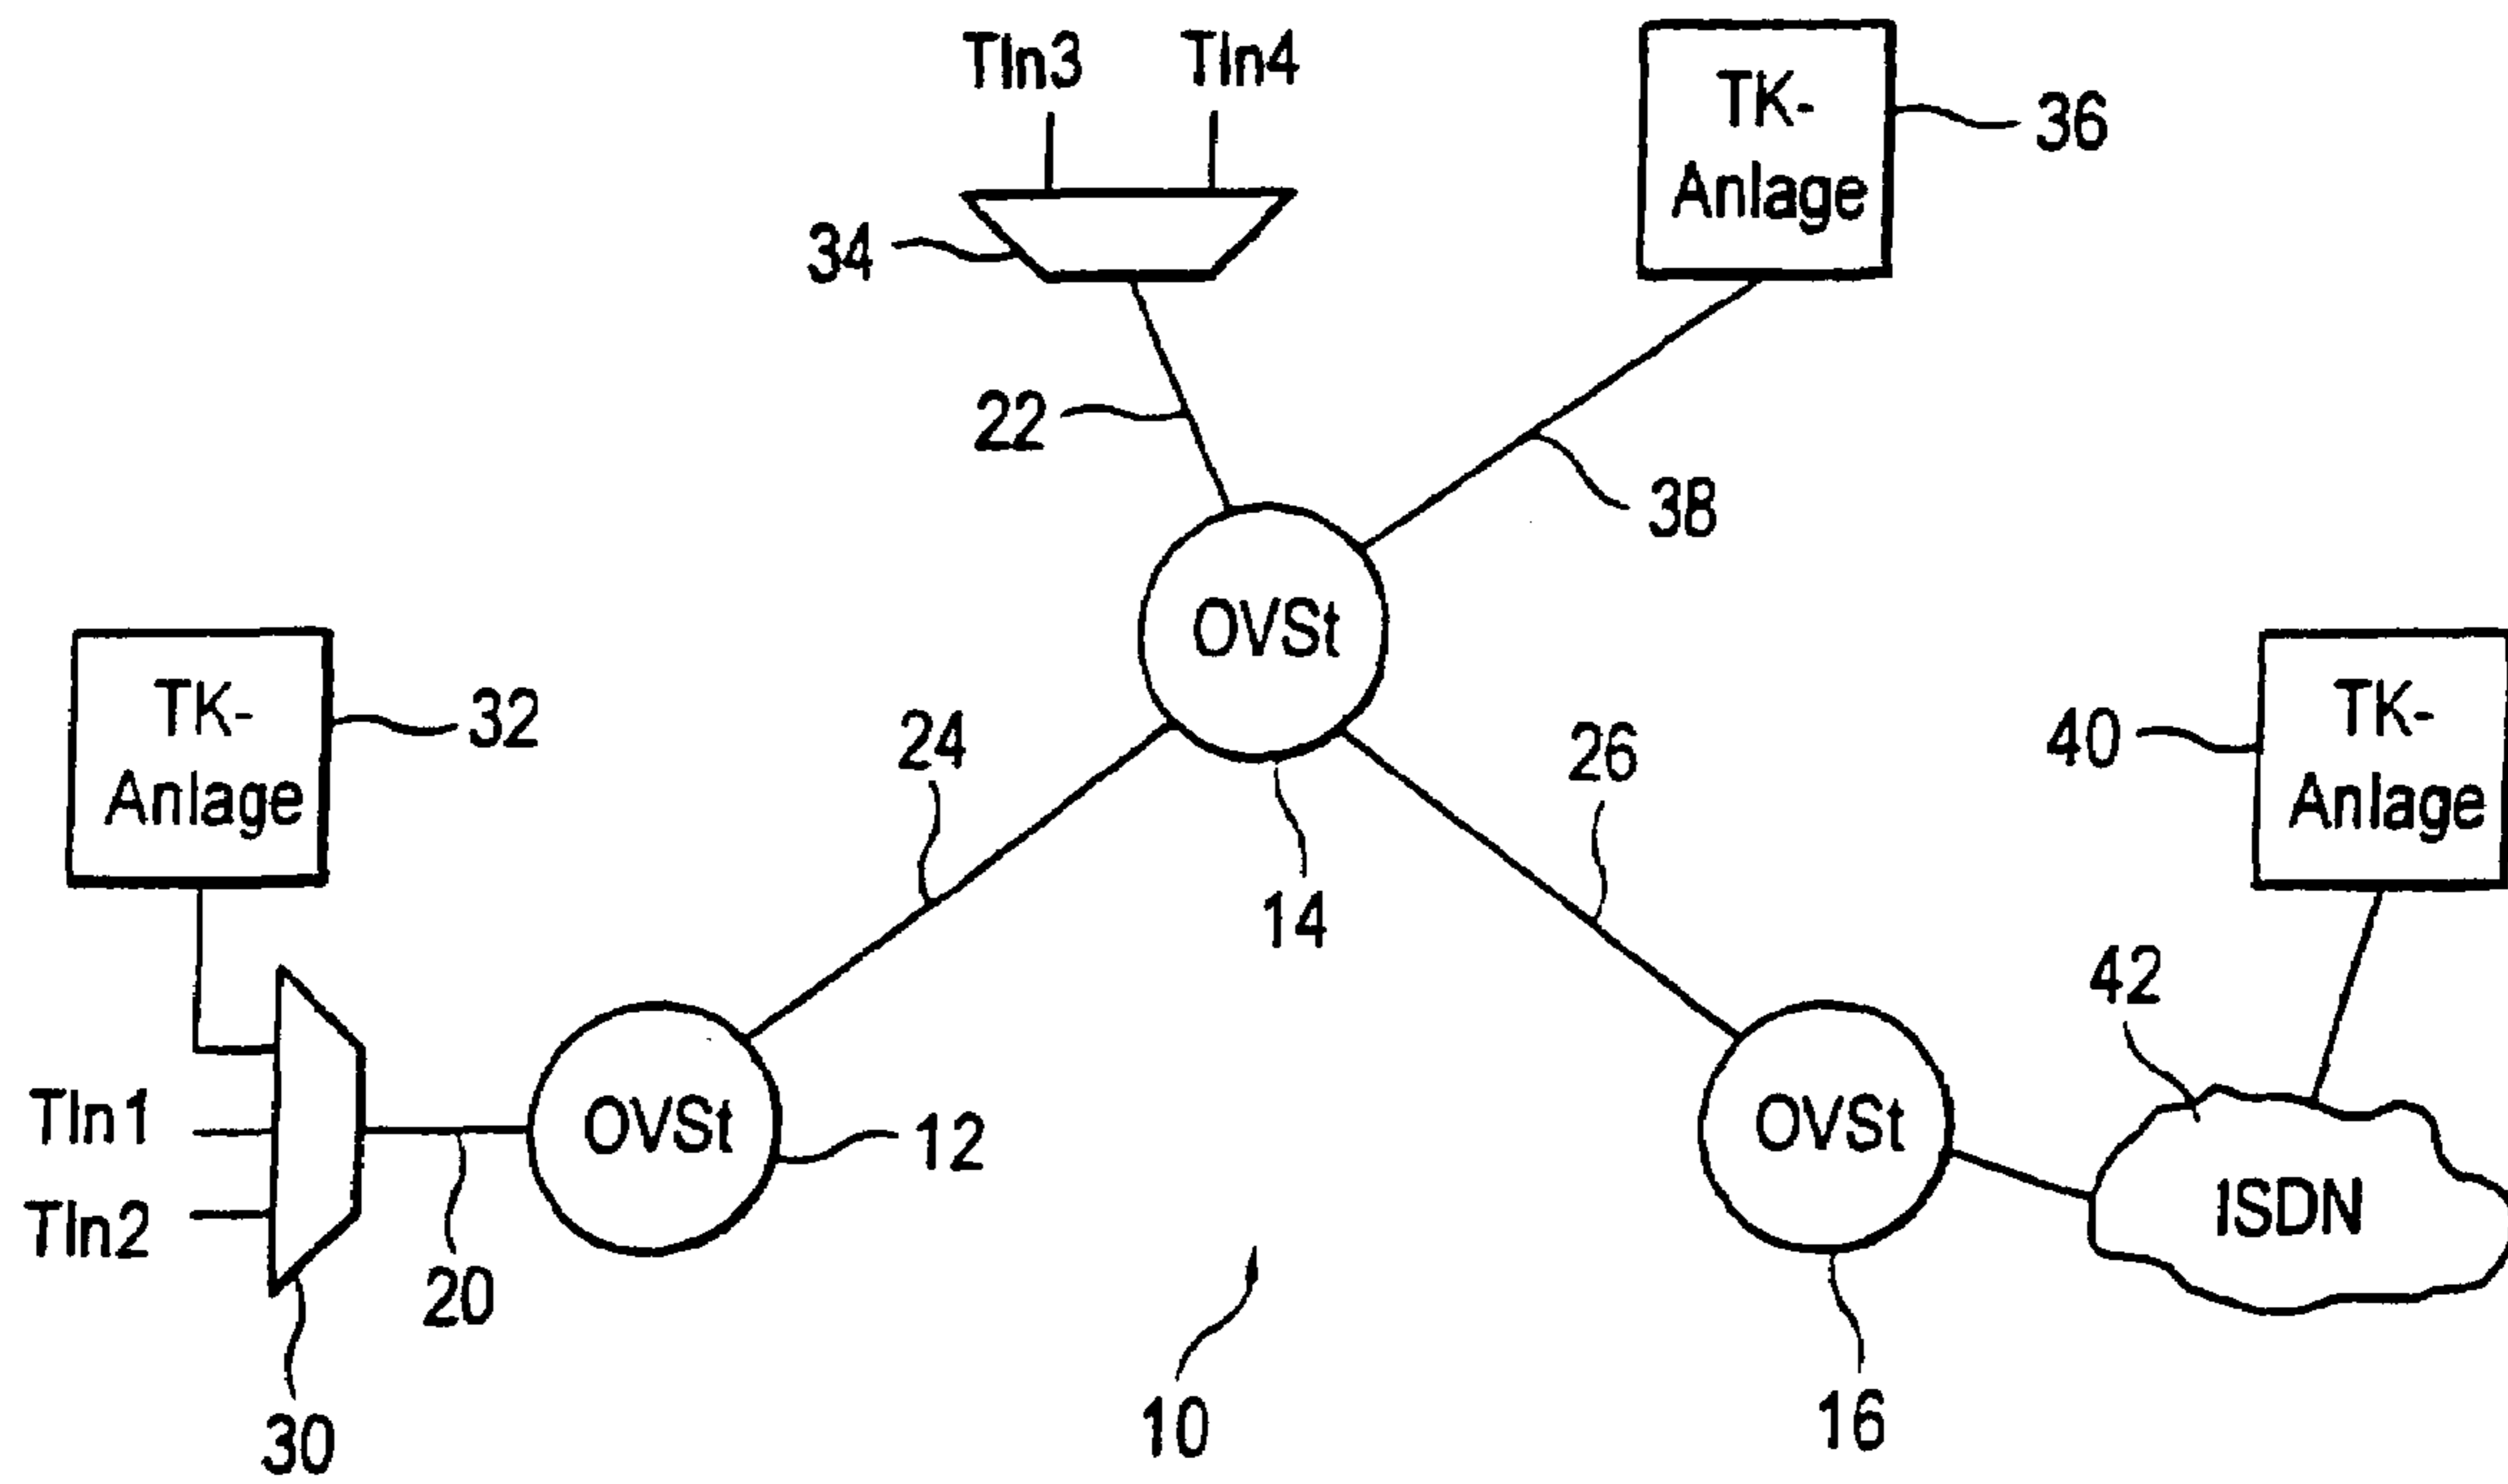 Tln3 Tln4
TK-
Anlage
36
34
22
38
OVSt
TK-
Anlage
32
24
26
40
TK-
Anlage
14
42
Tln1
OVSt
12
OVSt
ISDN
Tln2
20
10
16
30